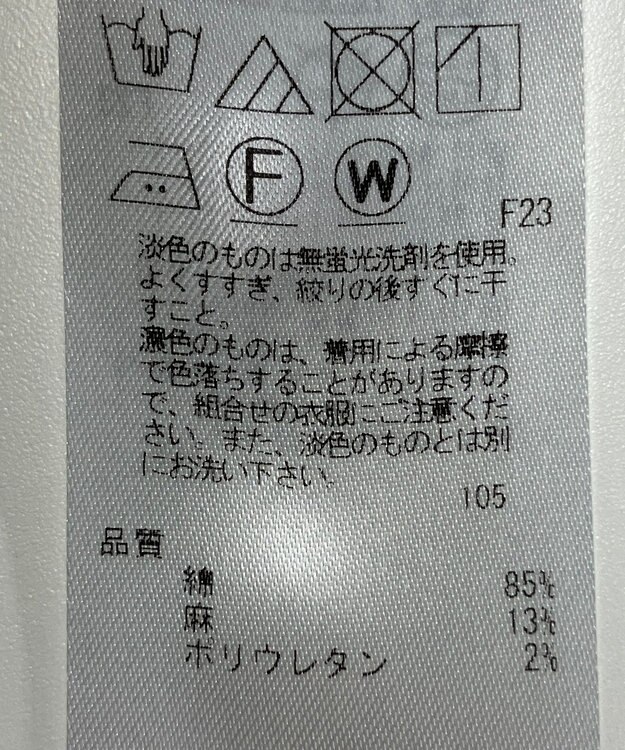 F W
F23
淡色のものは無蛍光洗剤を使用。
よくすすぎ、絞りの後すぐに干
すこと。
濃色のものは、着用による摩擦
で色落ちすることがありますの
で、組合せの衣服にご注意くだ
さい。また、淡色のものとは別
にお洗い下さい。
105
品質
綿 85%
麻 13%
ポリウレタン 2%